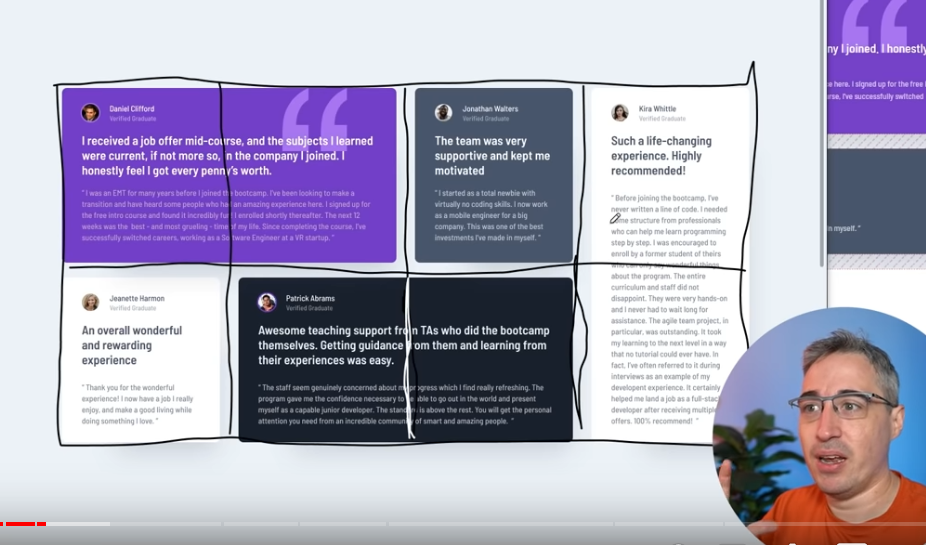 Daniel Clifford
Verified Graduate
I received a job offer mid-course, and the subjects I learned
were current, if not more so, in the company I joined. I
honestly feel I got every penny's worth.
" I was an EMT for many years before I joined the bootcamp. I've been looking to make a
transition and have heard some people who had an amazing experience here. I signed up for
the free intro course and found it incredibly fun! I enrolled shortly thereafter. The next 12
weeks was the best - and most grueling - time of my life. Since completing the course, I've
successfully switched careers, working as a Software Engineer at a VR startup. "
Jonathan Walters
Verified Graduate
The team was very
supportive and kept me
motivated
" I started as a total newbie with
virtually no coding skills. I now work
as a mobile engineer for a big
company. This was one of the best
investments I've made in myself. "
Kira Whittle
Verified Graduate
Such a life-changing
experience. Highly
recommended!
" Before joining the bootcamp, I've
never written a line of code. I needed
some structure from professionals
who can help me learn programming
step by step. I was encouraged to
enroll by a former student of theirs
who can only say wonderful things
about the program. The entire
curriculum and staff did not
disappoint. They were very hands-on
and I never had to wait long for
assistance. The agile team project, in
particular, was outstanding. It took
my learning to the next level in a way
that no tutorial could ever have. In
fact, I've often referred to it during
interviews as an example of my
developent experience. It certainly
helped me land a job as a full-stack
developer after receiving multiple
offers. 100% recommend! "
Jeanette Harmon
Verified Graduate
An overall wonderful
and rewarding
experience
" Thank you for the wonderful
experience! I now have a job I really
enjoy, and make a good living while
doing something I love. "
Patrick Abrams
Verified Graduate
Awesome teaching support from TAs who did the bootcamp
themselves. Getting guidance from them and learning from
their experiences was easy.
" The staff seem genuinely concerned about my progress which I find really refreshing. The
program gave me the confidence necessary to be able to go out in the world and present
myself as a capable junior developer. The standard is above the rest. You will get the personal
attention you need from an incredible community of smart and amazing people. "
ny I joined. I honestly
e here. I signed up for the free
rse, I've successfully switched
n myself. "